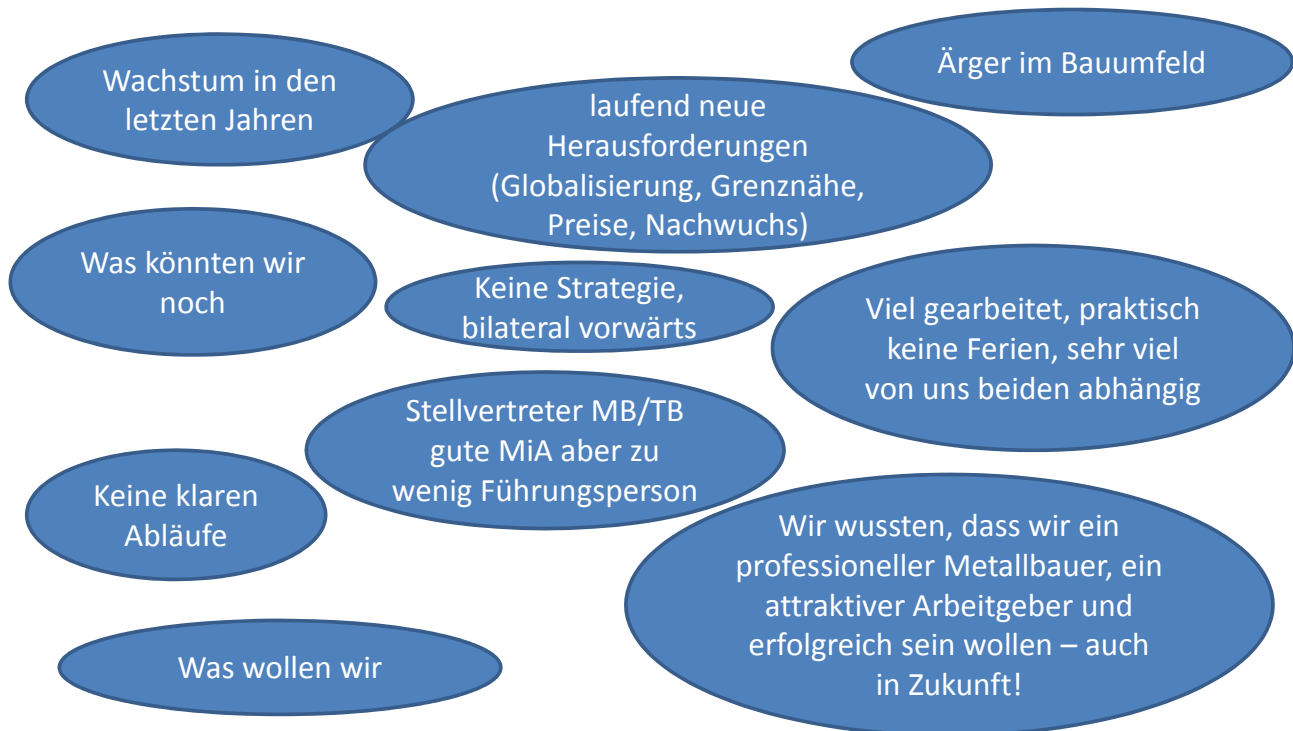 Wachstum in den
letzten Jahren
Ärger im Bauumfeld
laufend neue
Herausforderungen
(Globalisierung, Grenznähe,
Preise, Nachwuchs)
Was könnten wir
noch
Keine Strategie,
bilateral vorwärts
Viel gearbeitet, praktisch
keine Ferien, sehr viel
von uns beiden abhängig
Stellvertreter MB/TB
gute MiA aber zu
wenig Führungsperson
Keine klaren
Abläufe
Wir wussten, dass wir ein
professioneller Metallbauer, ein
attraktiver Arbeitgeber und
erfolgreich sein wollen – auch
in Zukunft!
Was wollen wir